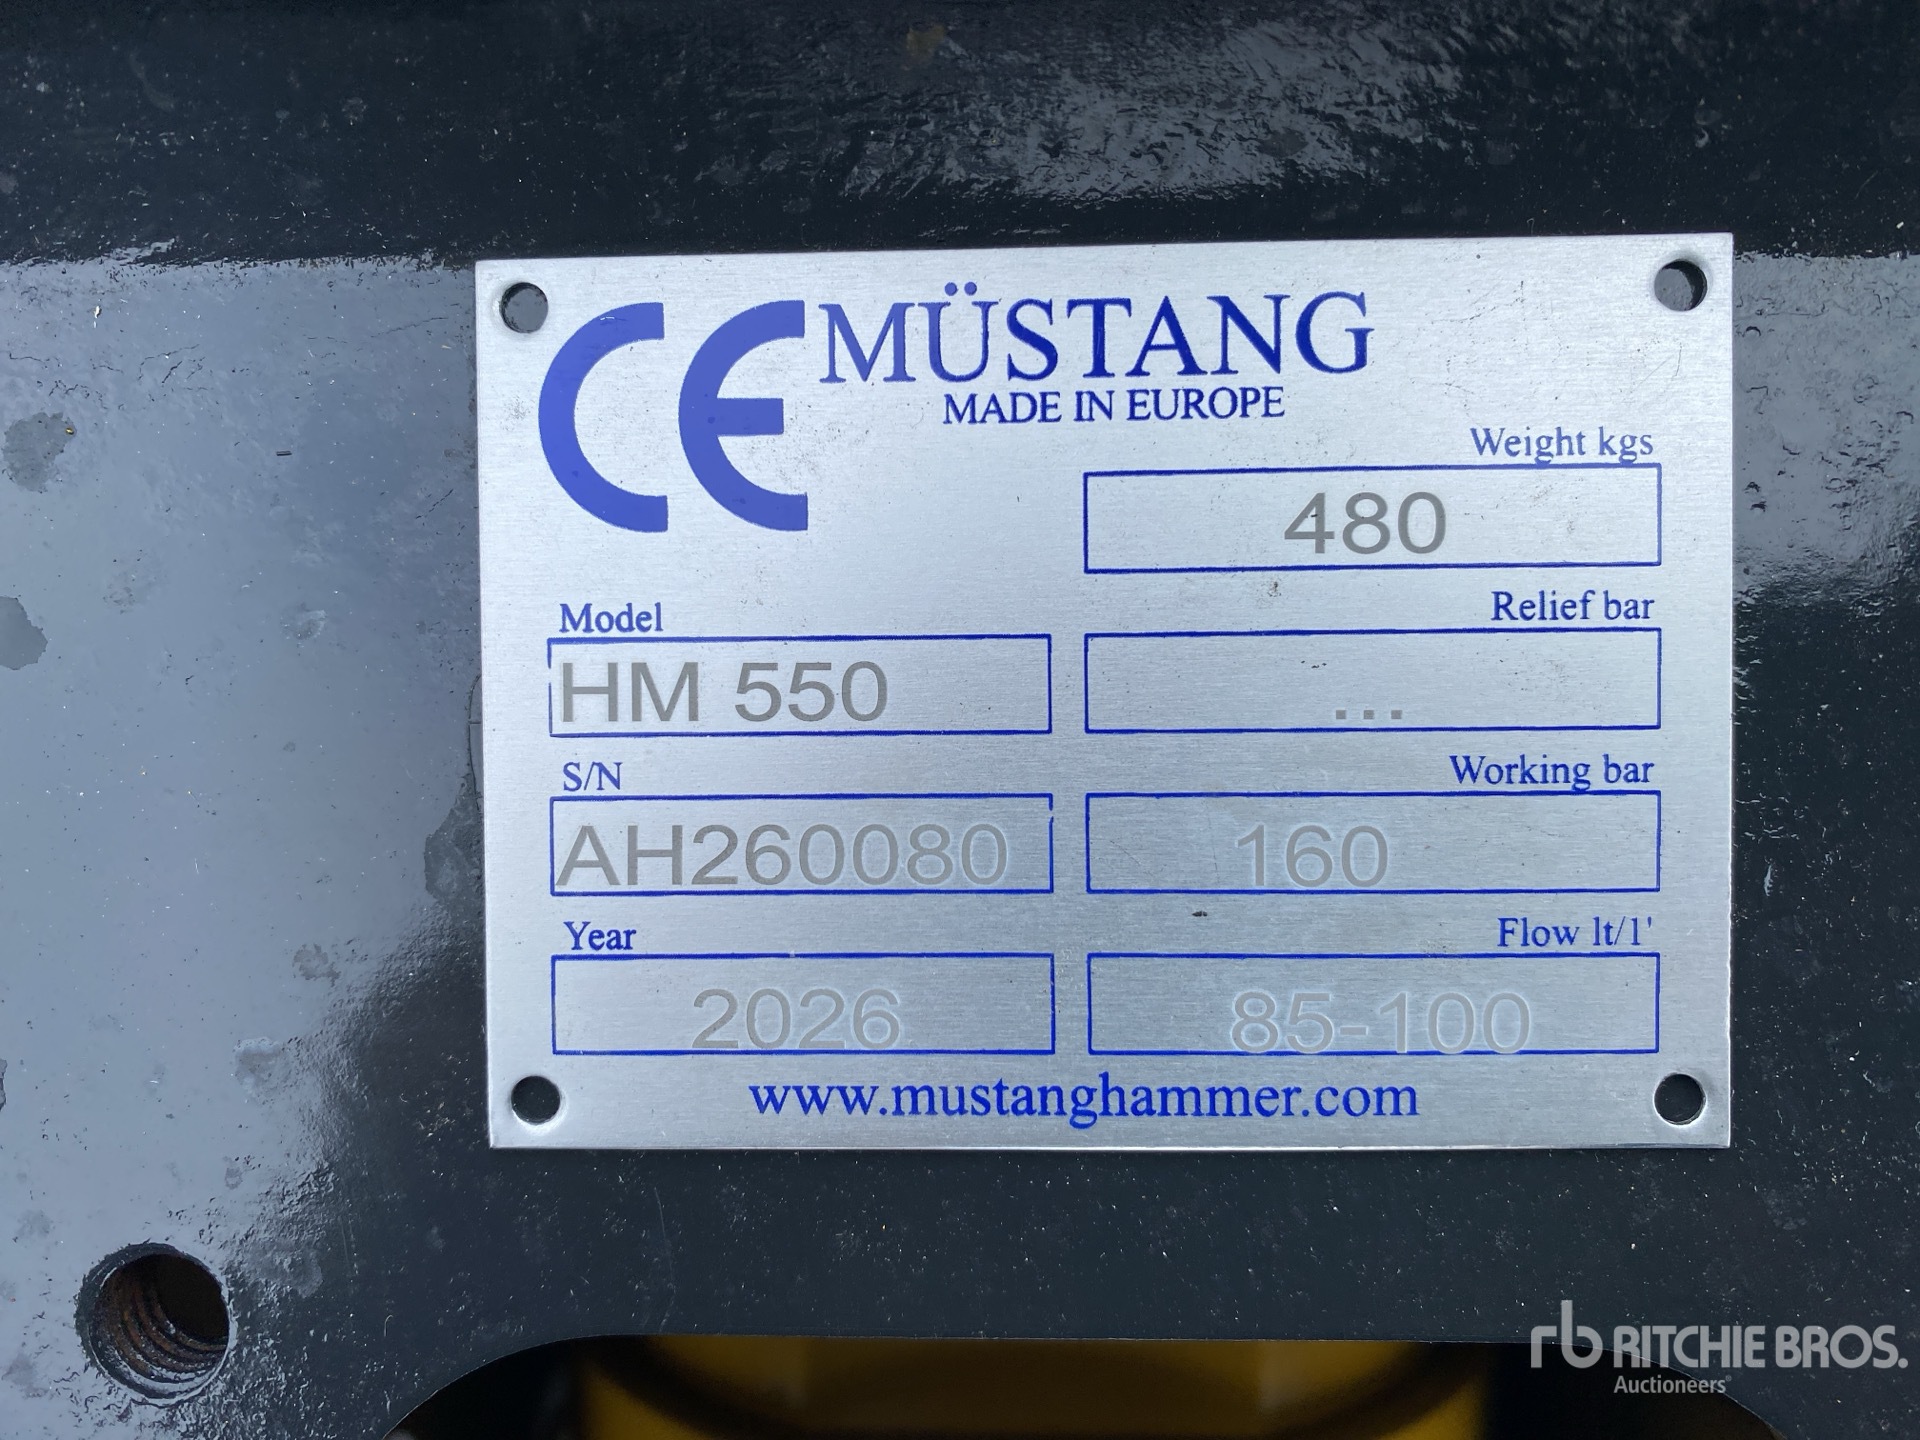 CE MÜSTANG
MADE IN EUROPE
Weight kgs
480
Model
HM 550
Relief bar
...
S/N
AH260080
Working bar
160
Year
2026
Flow lt/1'
85-100
www.mustanghammer.com
rb RITCHIE BROS.
Auctioneers